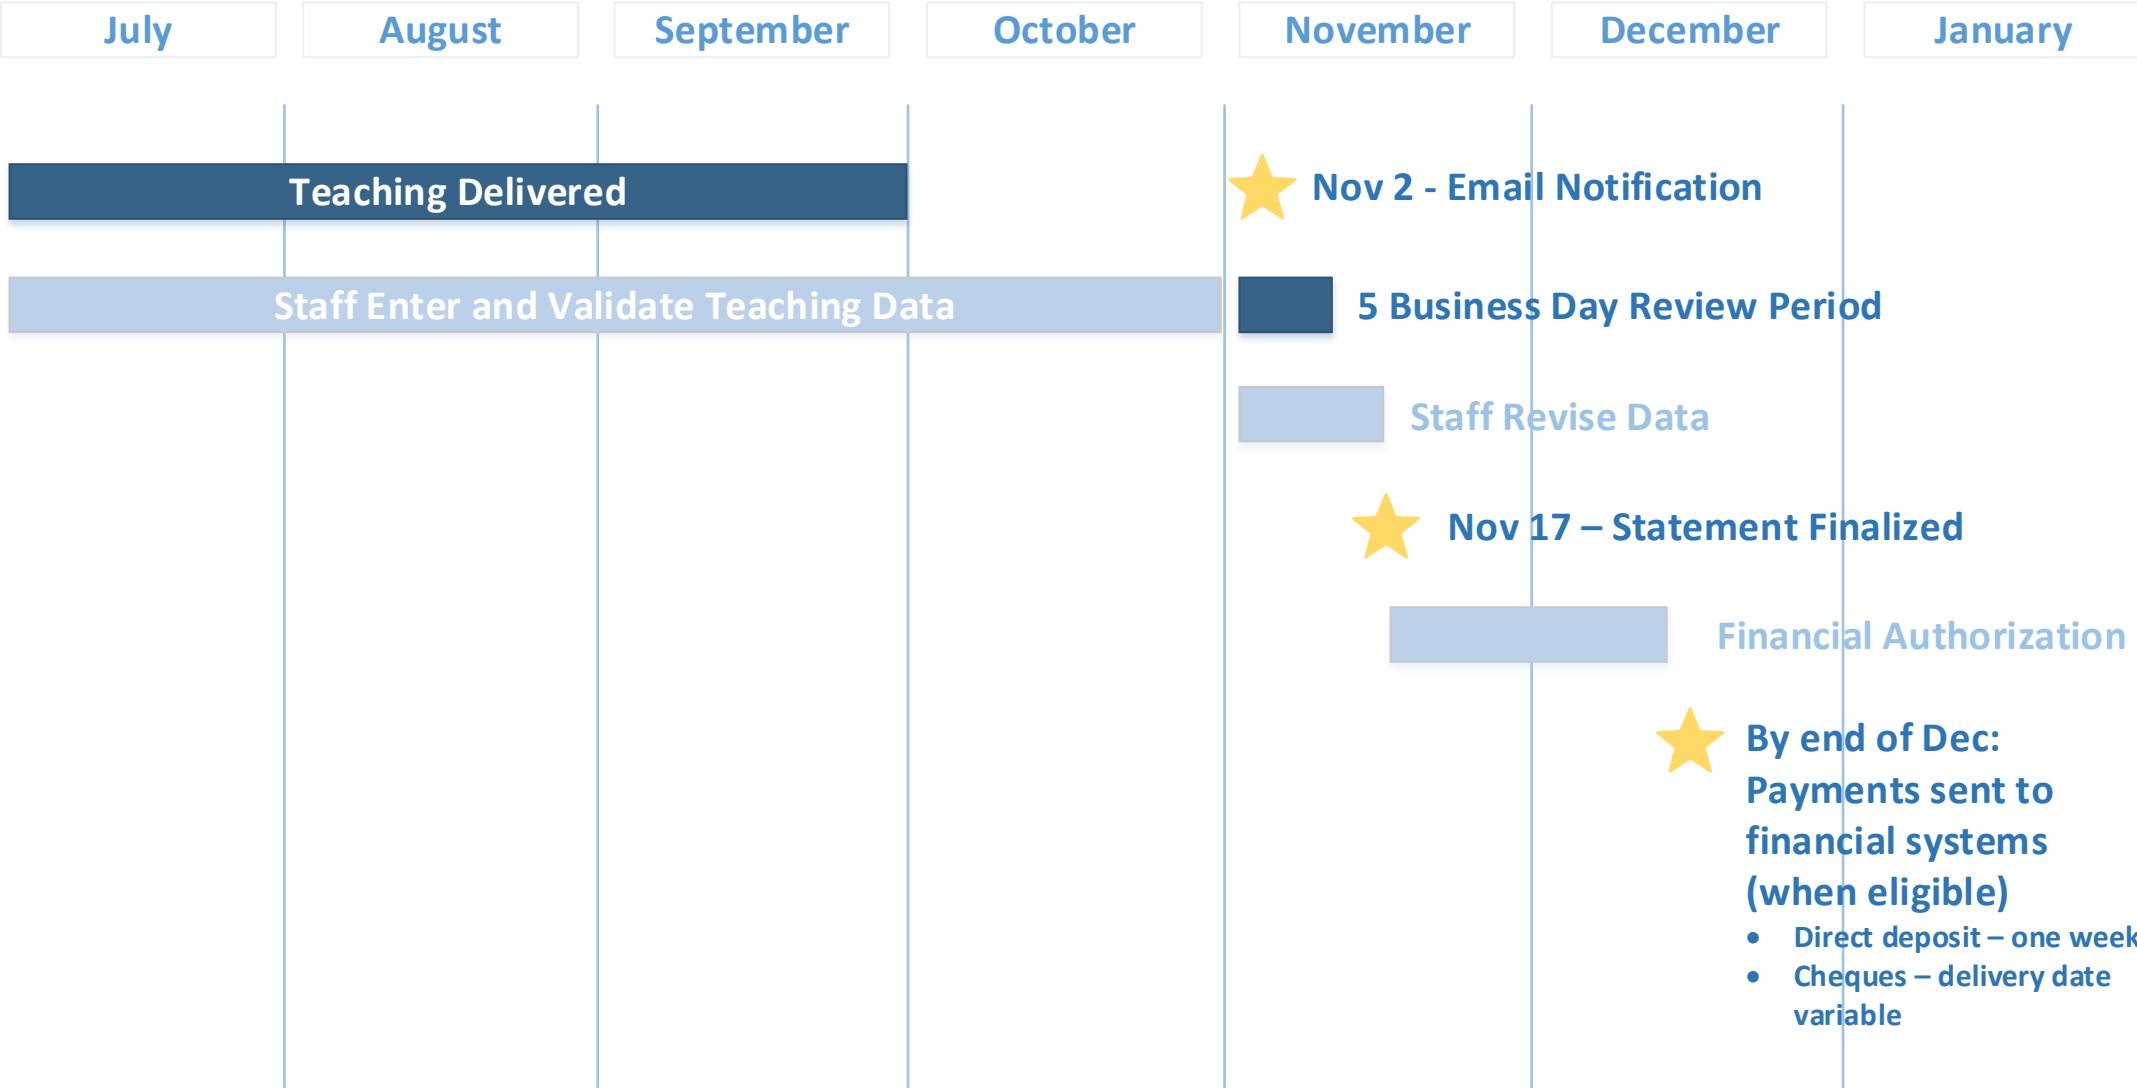 July August September October November December January
Teaching Delivered
Nov 2 - Email Notification
Staff Enter and Validate Teaching Data
5 Business Day Review Period
Staff Revise Data
Nov 17 – Statement Finalized
Financial Authorization
By end of Dec:
Payments sent to
financial systems
(when eligible)
• Direct deposit – one week
• Cheques – delivery date
variable